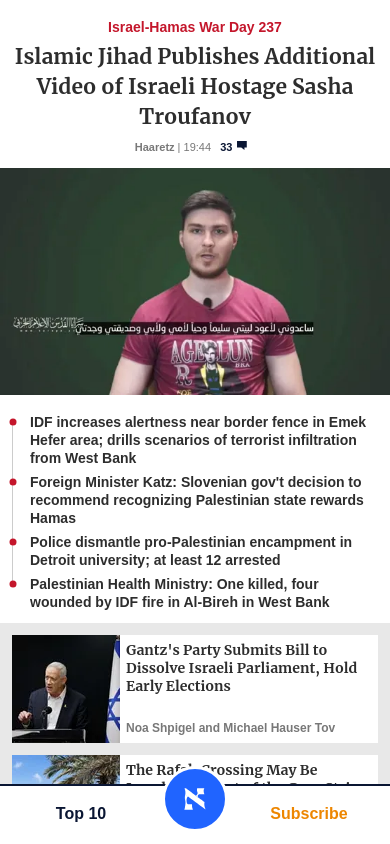 Israel-Hamas War Day 237
Islamic Jihad Publishes Additional
Video of Israeli Hostage Sasha
Troufanov
Haaretz | 19:44 33
ساعدوني لأعود لبيتي سليماً وحياً لأمي ولأبي وصديقتي وجدتي
IDF increases alertness near border fence in Emek
Hefer area; drills scenarios of terrorist infiltration
from West Bank
Foreign Minister Katz: Slovenian gov't decision to
recommend recognizing Palestinian state rewards
Hamas
Police dismantle pro-Palestinian encampment in
Detroit university; at least 12 arrested
Palestinian Health Ministry: One killed, four
wounded by IDF fire in Al-Bireh in West Bank
Gantz's Party Submits Bill to
Dissolve Israeli Parliament, Hold
Early Elections
Noa Shpigel and Michael Hauser Tov
The Rafah Crossing May Be
Top 10
Subscribe